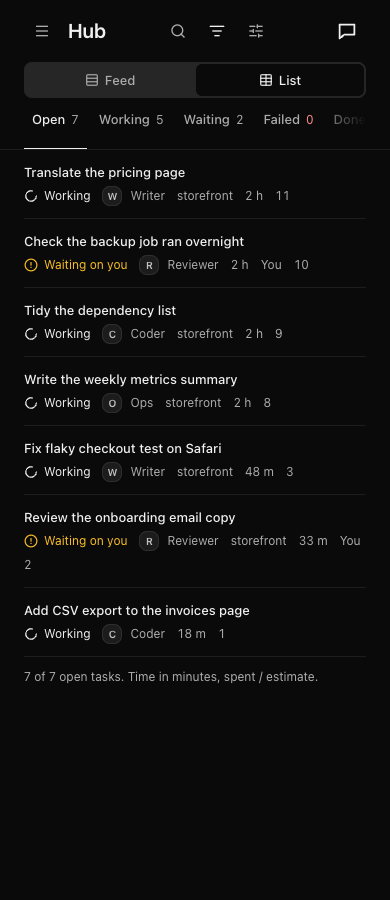 Hub
Feed List
Open 7 Working 5 Waiting 2 Failed 0 Done
Translate the pricing page
Working W Writer storefront 2 h 11
Check the backup job ran overnight
Waiting on you R Reviewer 2 h You 10
Tidy the dependency list
Working C Coder storefront 2 h 9
Write the weekly metrics summary
Working O Ops storefront 2 h 8
Fix flaky checkout test on Safari
Working W Writer storefront 48 m 3
Review the onboarding email copy
Waiting on you R Reviewer storefront 33 m You
2
Add CSV export to the invoices page
Working C Coder 18 m 1
7 of 7 open tasks. Time in minutes, spent / estimate.